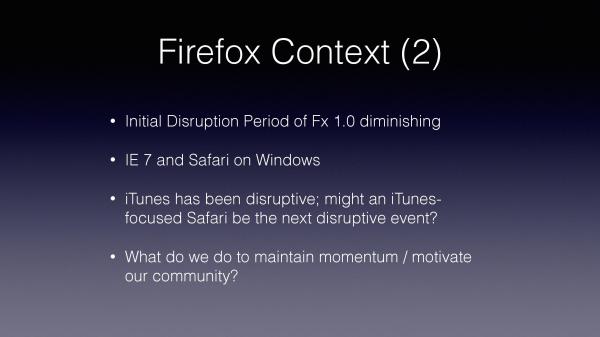 Firefox Context (2)
• Initial Disruption Period of Fx 1.0 diminishing
• IE 7 and Safari on Windows
• iTunes has been disruptive; might an iTunes-
focused Safari be the next disruptive event?
• What do we do to maintain momentum / motivate
our community?